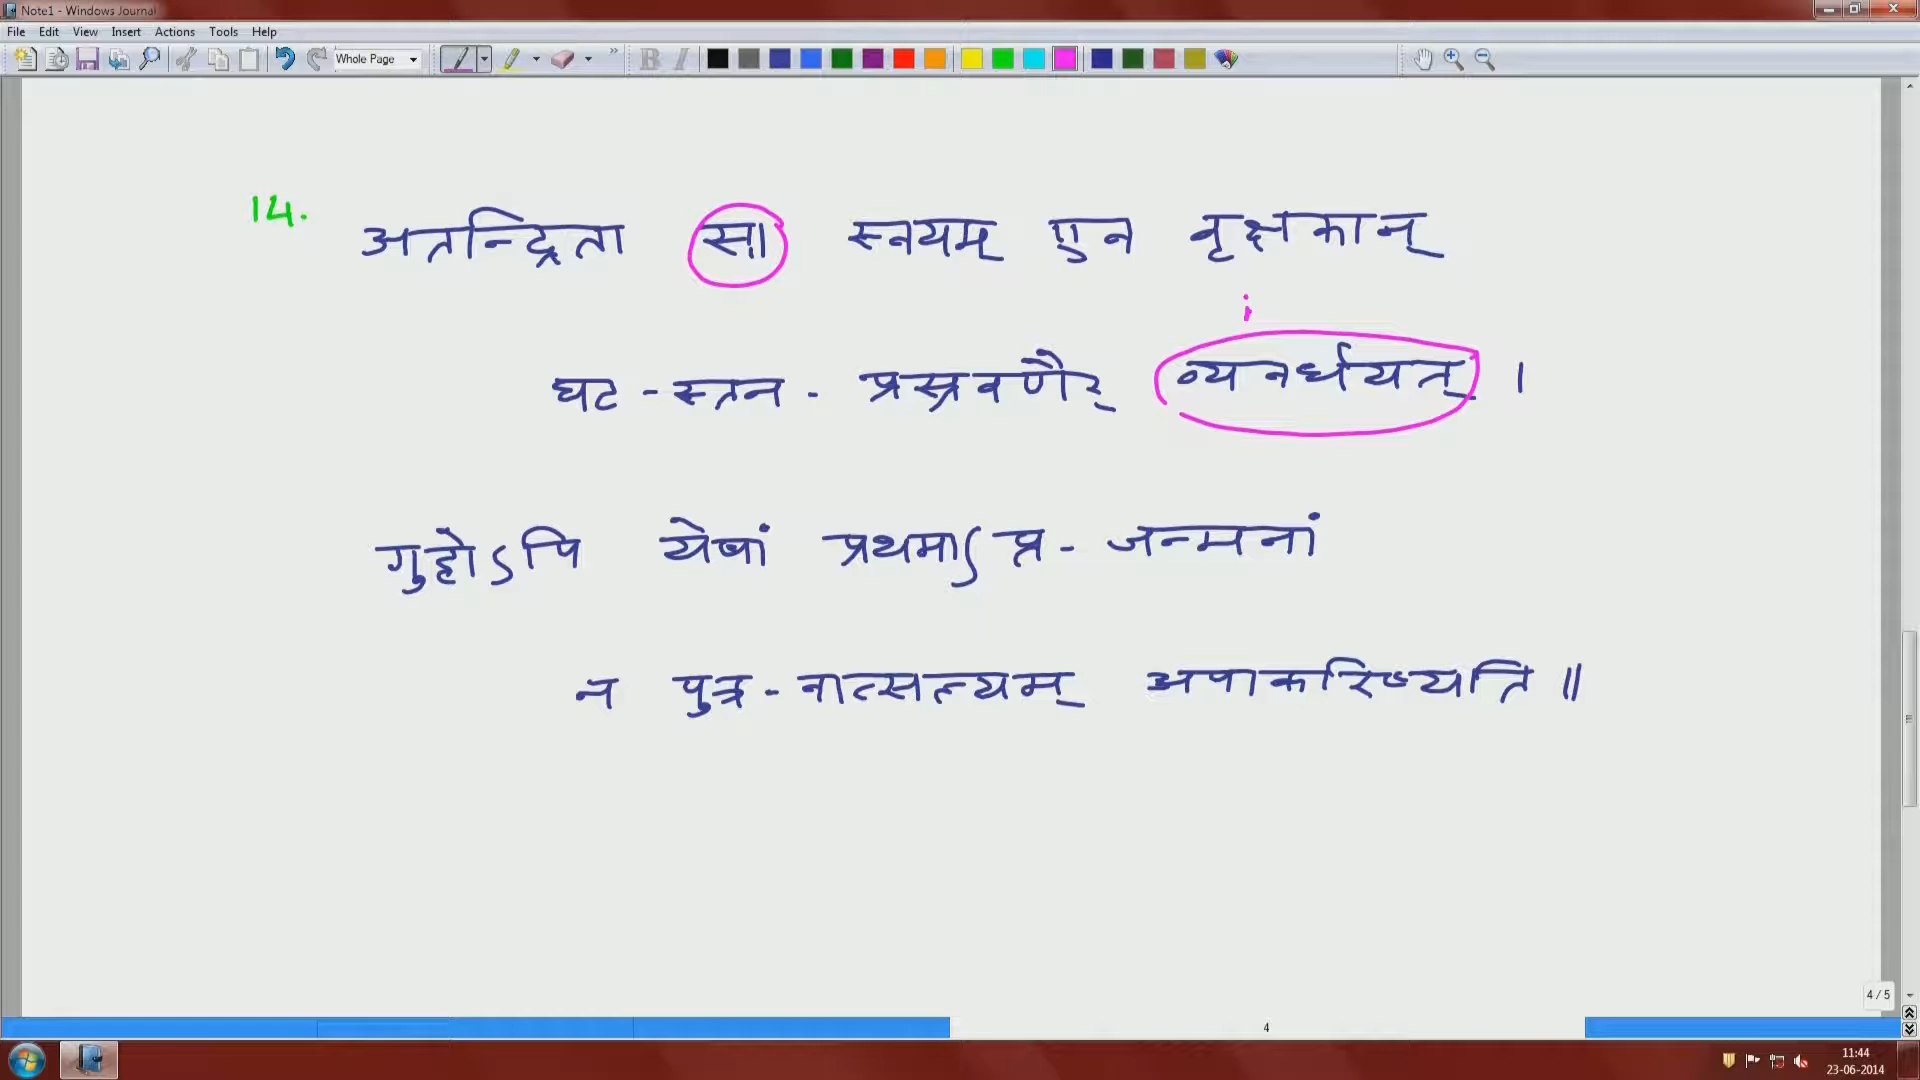 Note1 - Windows Journal
File Edit View Insert Actions Tools Help
Whole Page
14.
अतन्द्रिता सा स्वयम् एव वृक्षकान्
i
घट - स्तन - प्रस्रवणैर् व्यवर्धयत् ।
गुहोऽपि येषां प्रथमाऽप्त - जन्मनां
न पुत्र - वात्सल्यम् अपाकरिष्यति ॥
4 / 5
4
11:44
23-06-2014